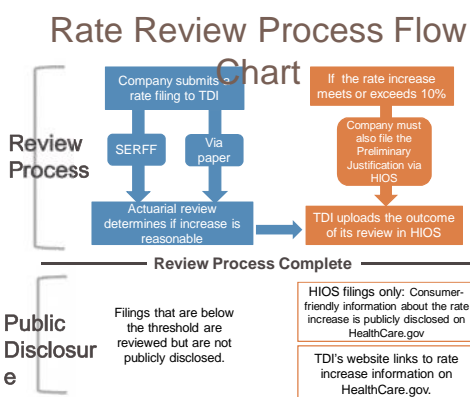 Rate Review Process Flow
Chart
Company submits a
rate filing to TDI
If the rate increase
meets or exceeds 10%
Review
Process
SERFF
Via
paper
Company must
also file the
Preliminary
Justification via
HIOS
Actuarial review
determines if increase is
reasonable
TDI uploads the outcome
of its review in HIOS
Review Process Complete
Public
Disclosur
e
Filings that are below
the threshold are
reviewed but are not
publicly disclosed.
HIOS filings only: Consumer-
friendly information about the rate
increase is publicly disclosed on
HealthCare.gov
TDI's website links to rate
increase information on
HealthCare.gov.